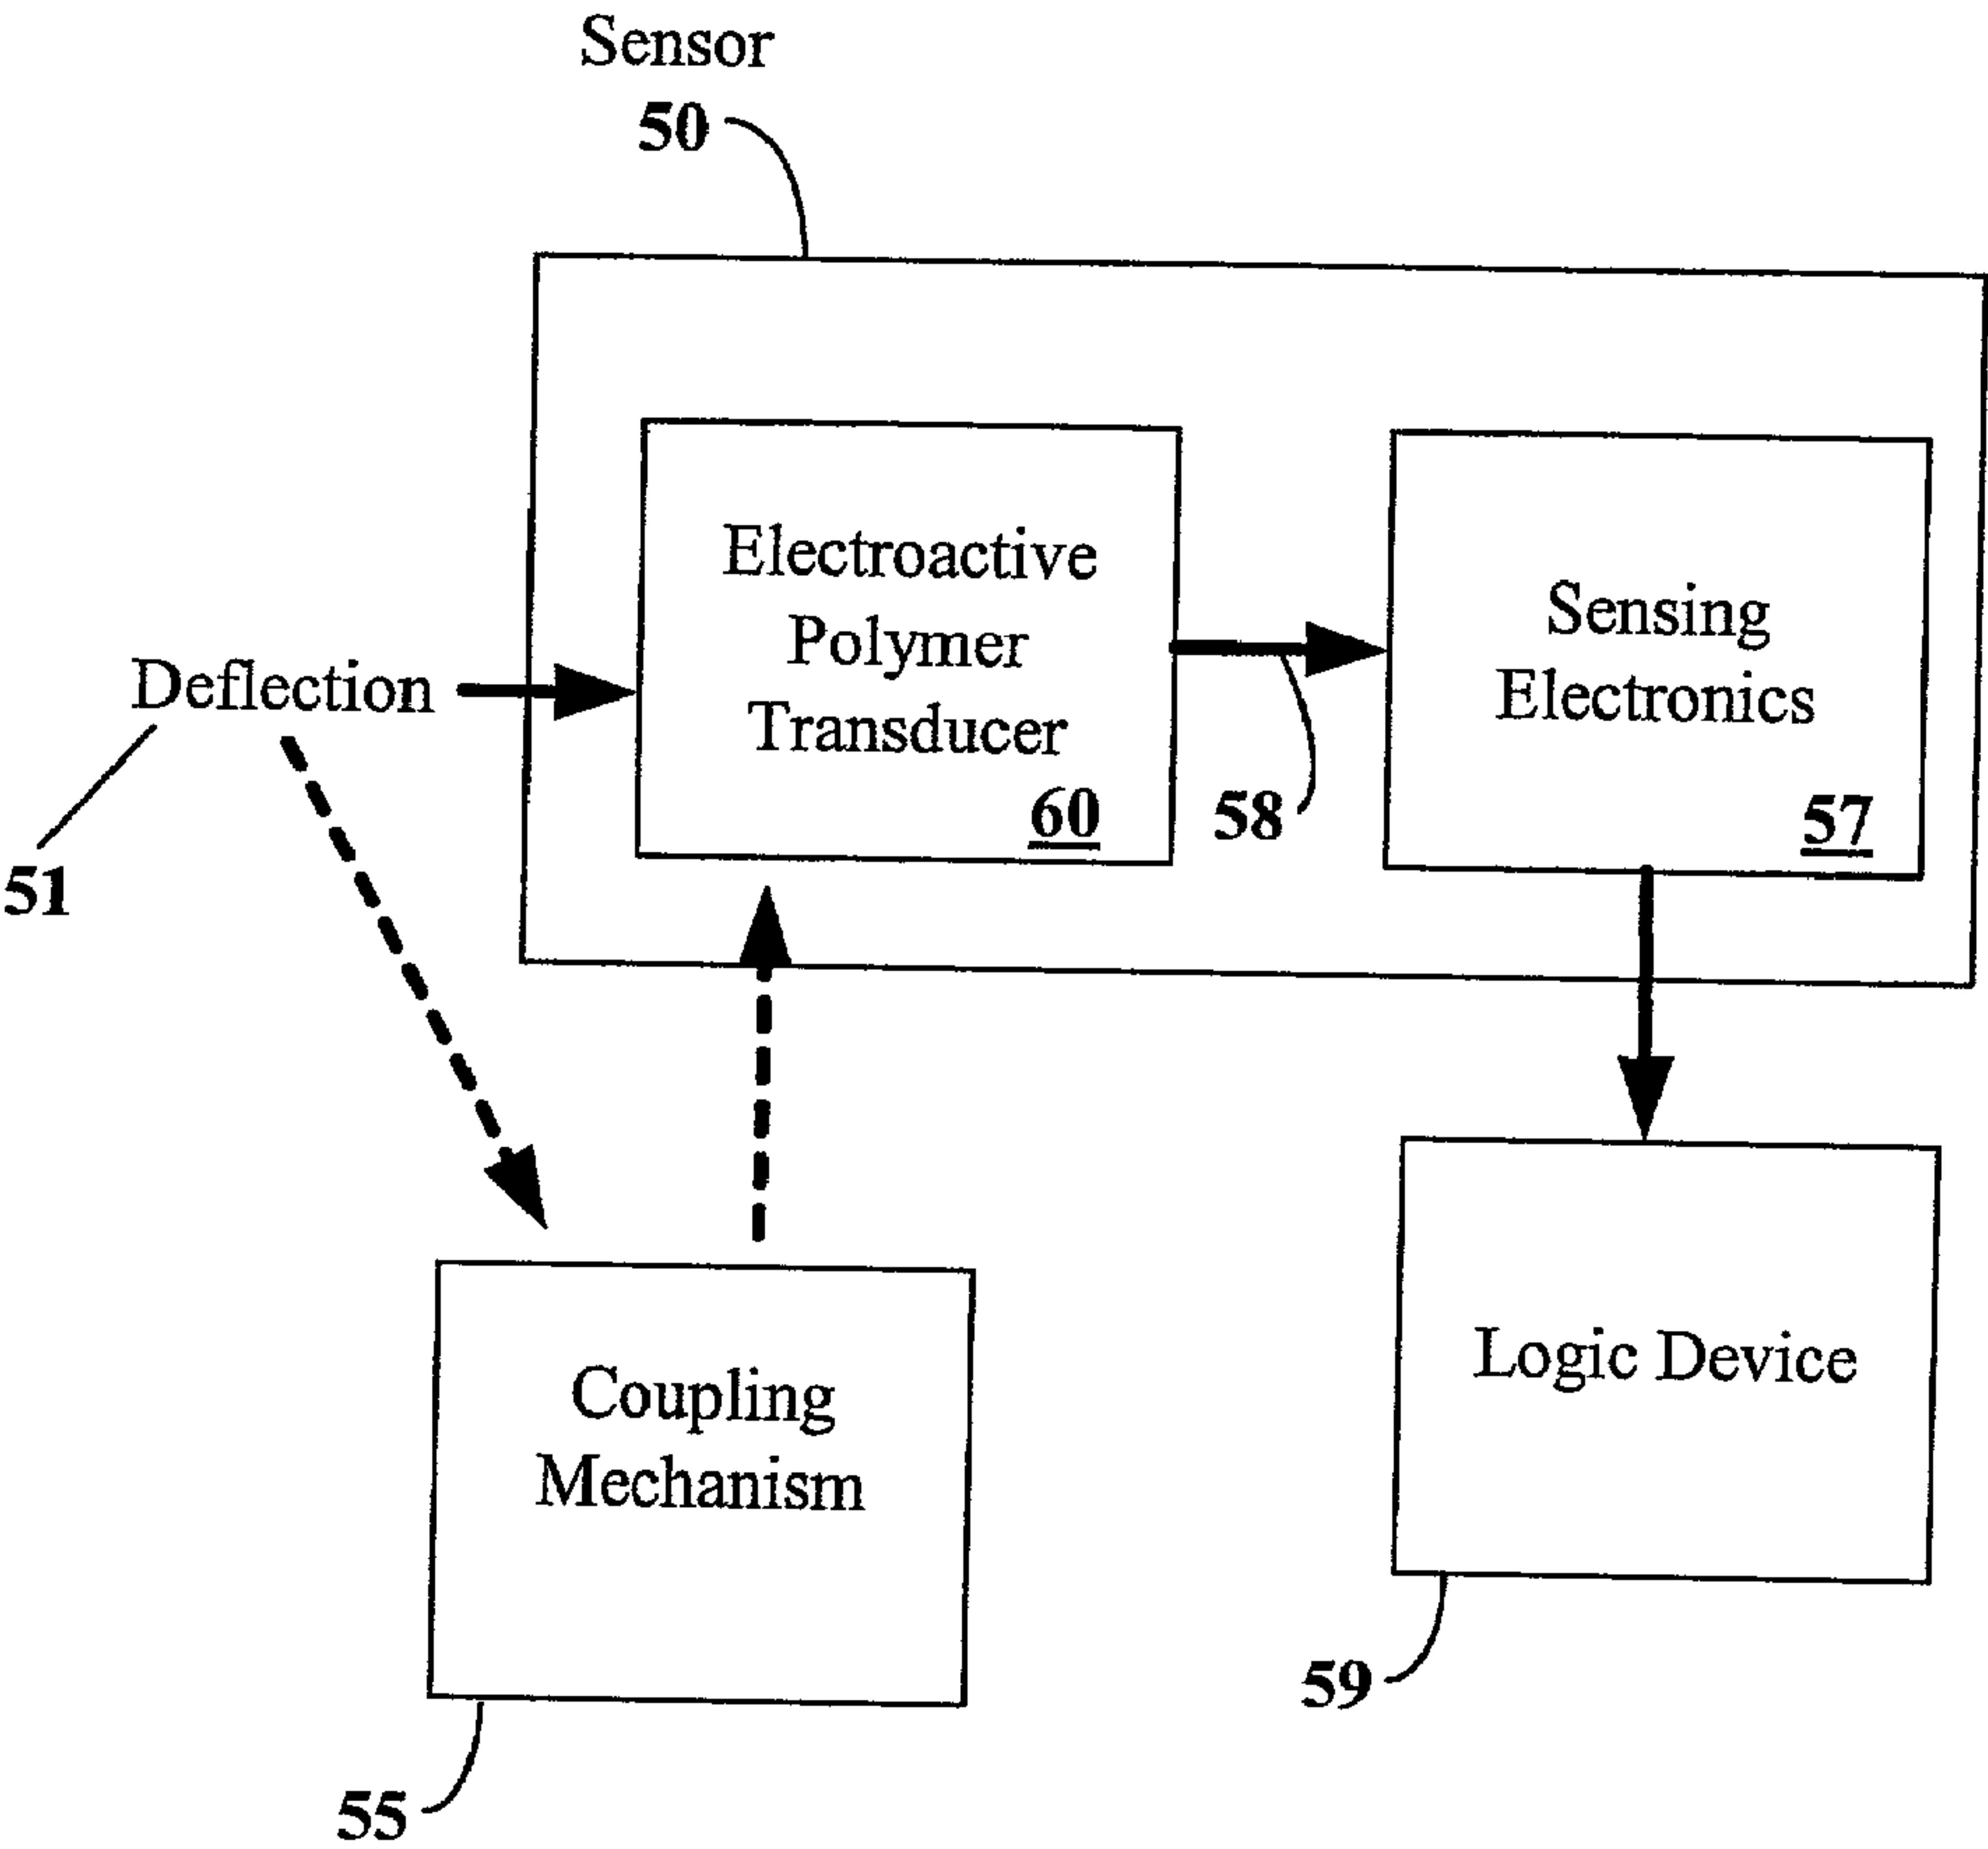 Sensor
50
Electroactive
Polymer
Transducer
60
Sensing
Electronics
57
58
Deflection
51
Coupling
Mechanism
55
Logic Device
59